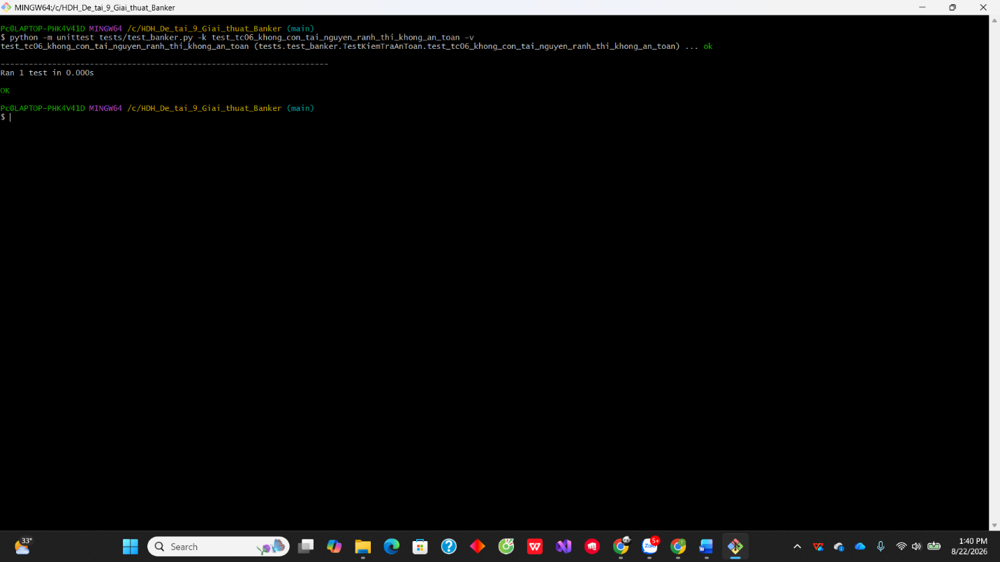 MINGW64:/c/HDH_De_tai_9_Giai_thuat_Banker
Pc@LAPTOP-PHK4V41D MINGW64 /c/HDH_De_tai_9_Giai_thuat_Banker (main)
$ python -m unittest tests/test_banker.py -k test_tc06_khong_con_tai_nguyen_ranh_thi_khong_an_toan -v
test_tc06_khong_con_tai_nguyen_ranh_thi_khong_an_toan (tests.test_banker.TestKiemTraAnToan.test_tc06_khong_con_tai_nguyen_ranh_thi_khong_an_toan) ... ok
----------------------------------------------------------------------
Ran 1 test in 0.000s
OK
Pc@LAPTOP-PHK4V41D MINGW64 /c/HDH_De_tai_9_Giai_thuat_Banker (main)
$
33°
Search
Zalo
5+
1:40 PM
8/22/2026